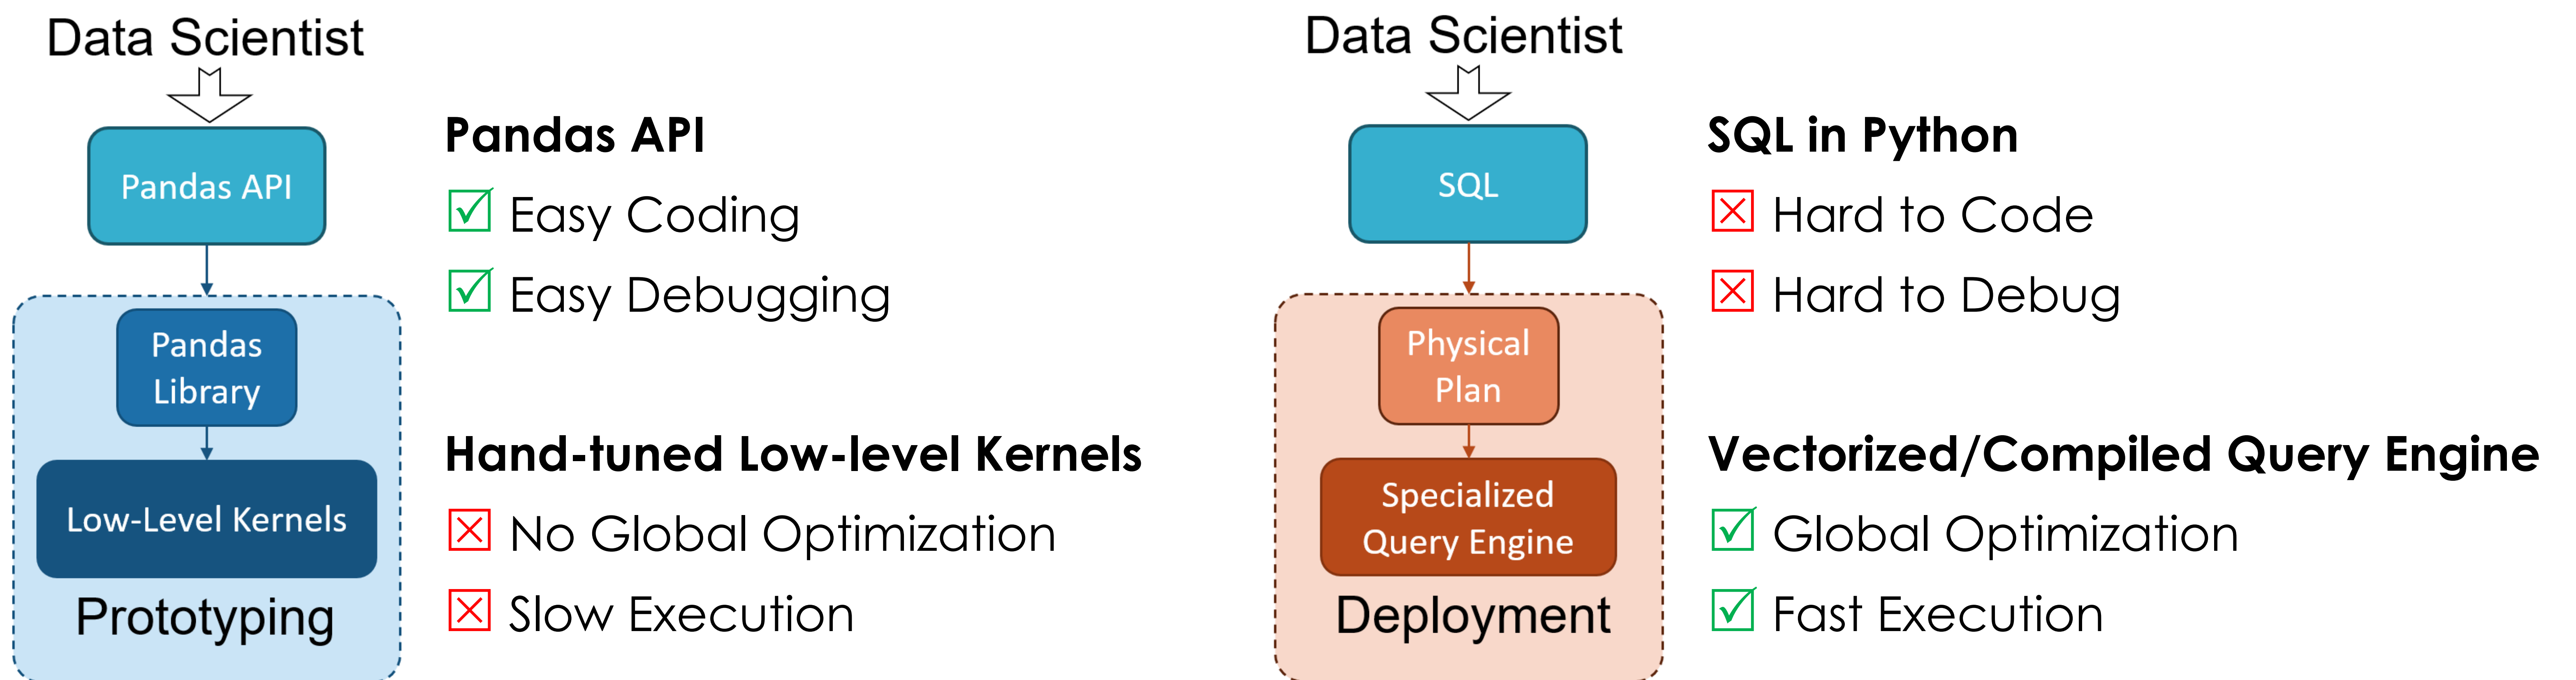 Data Scientist
Pandas API
Pandas
Library
Low-Level Kernels
Prototyping
Pandas API
Easy Coding
Easy Debugging
Hand-tuned Low-level Kernels
No Global Optimization
Slow Execution
Data Scientist
SQL
Physical
Plan
Specialized
Query Engine
Deployment
SQL in Python
Hard to Code
Hard to Debug
Vectorized/Compiled Query Engine
Global Optimization
Fast Execution